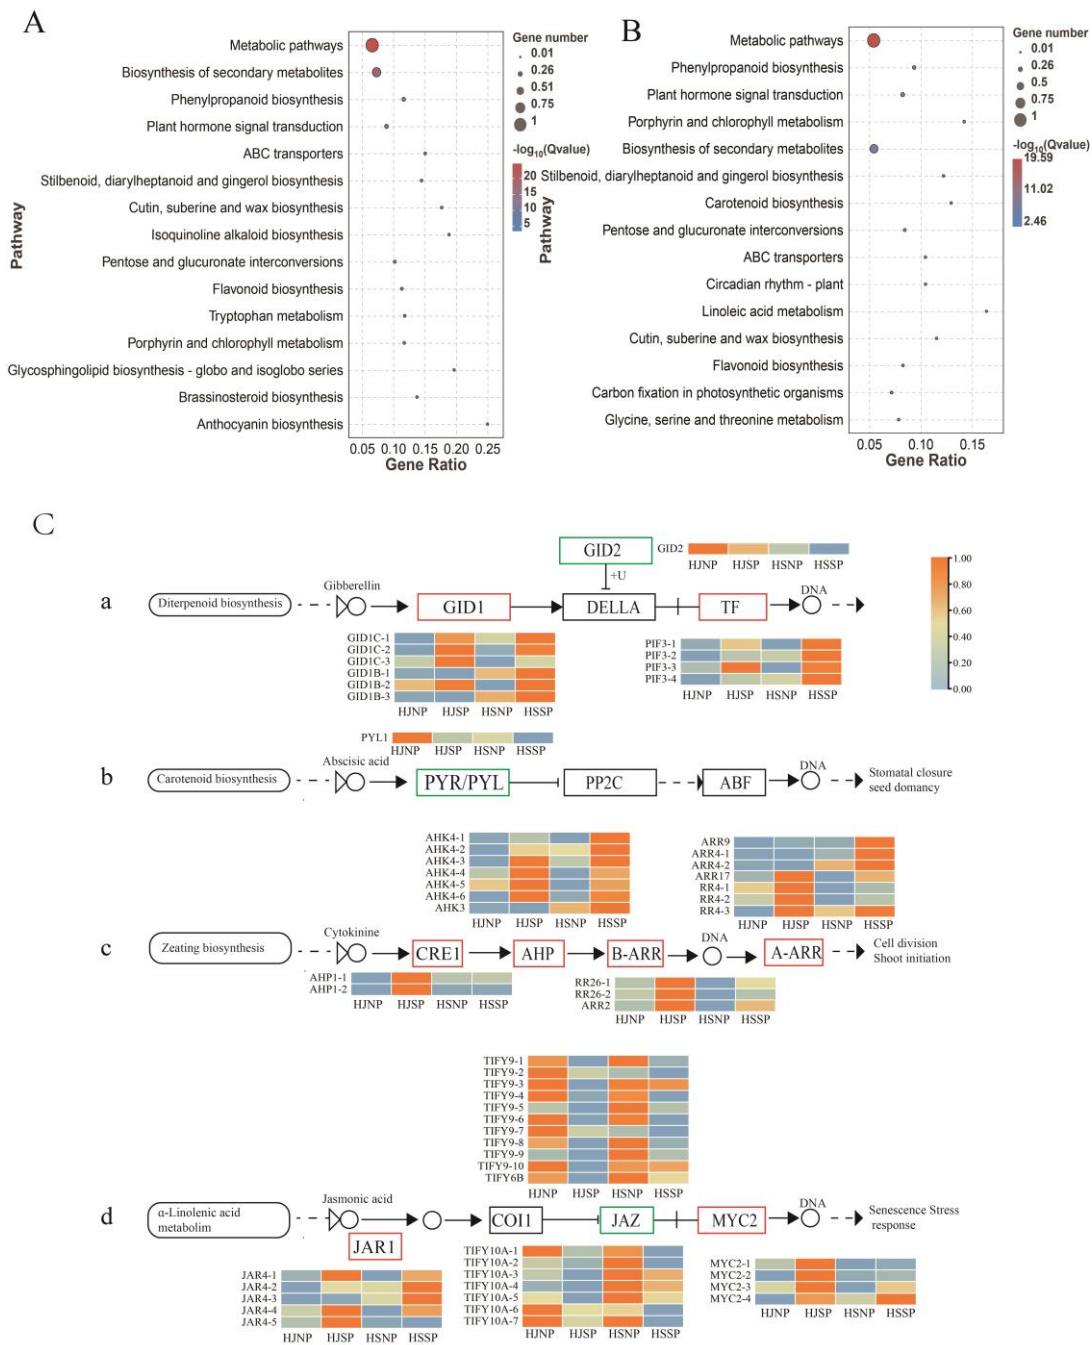 A
Metabolic pathways
Biosynthesis of secondary metabolites
Phenylpropanoid biosynthesis
Plant hormone signal transduction
ABC transporters
Stilbenoid, diarylheptanoid and gingerol biosynthesis
Cutin, suberine and wax biosynthesis
Isoquinoline alkaloid biosynthesis
Pentose and glucuronate interconversions
Flavonoid biosynthesis
Tryptophan metabolism
Porphyrin and chlorophyll metabolism
Glycosphingolipid biosynthesis - globo and isoglobo series
Brassinosteroid biosynthesis
Anthocyanin biosynthesis
Pathway
0.05 0.10 0.15 0.20 0.25
Gene Ratio
Gene number
0.01
0.26
0.51
0.75
1
-log10(Qvalue)
20
15
10
5
B
Metabolic pathways
Phenylpropanoid biosynthesis
Plant hormone signal transduction
Porphyrin and chlorophyll metabolism
Biosynthesis of secondary metabolites
Stilbenoid, diarylheptanoid and gingerol biosynthesis
Carotenoid biosynthesis
Pentose and glucuronate interconversions
ABC transporters
Circadian rhythm - plant
Linoleic acid metabolism
Cutin, suberine and wax biosynthesis
Flavonoid biosynthesis
Carbon fixation in photosynthetic organisms
Glycine, serine and threonine metabolism
Pathway
0.05 0.10 0.15
Gene Ratio
Gene number
0.01
0.26
0.5
0.75
1
-log10(Qvalue)
19.59
11.02
2.46
C
a
Diterpenoid biosynthesis
Gibberellin
GID1
GID2
+U
DELLA
TF
DNA
GID2
HJNP HJSP HSNP HSSP
GID1C-1
GID1C-2
GID1C-3
GID1B-1
GID1B-2
GID1B-3
HJNP HJSP HSNP HSSP
PIF3-1
PIF3-2
PIF3-3
PIF3-4
HJNP HJSP HSNP HSSP
1.00
0.80
0.60
0.40
0.20
0.00
b
PYL1
HJNP HJSP HSNP HSSP
Carotenoid biosynthesis
Abscisic acid
PYR/PYL
PP2C
ABF
DNA
Stomatal closure
seed domancy
AHK4-1
AHK4-2
AHK4-3
AHK4-4
AHK4-5
AHK4-6
AHK3
HJNP HJSP HSNP HSSP
ARR9
ARR4-1
ARR4-2
ARR17
RR4-1
RR4-2
RR4-3
HJNP HJSP HSNP HSSP
c
Zeating biosynthesis
Cytokinine
CRE1
AHP
B-ARR
DNA
A-ARR
Cell division
Shoot initiation
AHP1-1
AHP1-2
HJNP HJSP HSNP HSSP
RR26-1
RR26-2
ARR2
HJNP HJSP HSNP HSSP
TIFY9-1
TIFY9-2
TIFY9-3
TIFY9-4
TIFY9-5
TIFY9-6
TIFY9-7
TIFY9-8
TIFY9-9
TIFY9-10
TIFY6B
HJNP HJSP HSNP HSSP
d
α-Linolenic acid
metabolim
Jasmonic acid
JAR1
COI1
JAZ
MYC2
DNA
Senescence Stress
response
JAR4-1
JAR4-2
JAR4-3
JAR4-4
JAR4-5
HJNP HJSP HSNP HSSP
TIFY10A-1
TIFY10A-2
TIFY10A-3
TIFY10A-4
TIFY10A-5
TIFY10A-6
TIFY10A-7
HJNP HJSP HSNP HSSP
MYC2-1
MYC2-2
MYC2-3
MYC2-4
HJNP HJSP HSNP HSSP